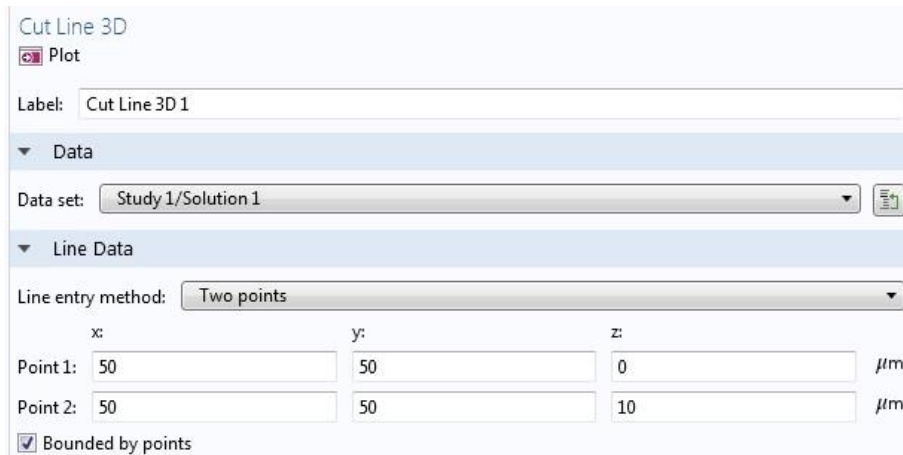 Cut Line 3D
Plot
Label: Cut Line 3D 1
Data
Data set: Study 1/Solution 1
Line Data
Line entry method: Two points
x: y: z:
Point 1: 50 50 0 μm
Point 2: 50 50 10 μm
Bounded by points